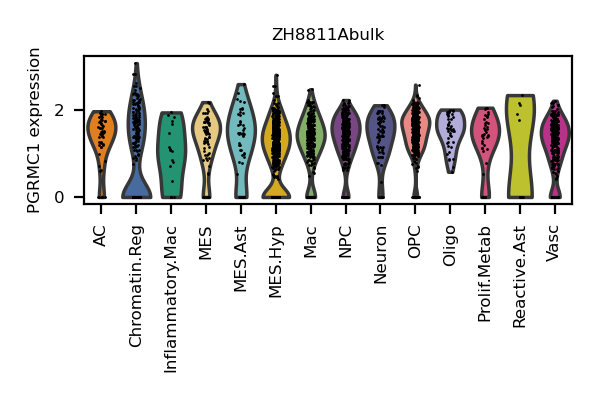 ZH8811Abulk
PGRMC1 expression
2
0
AC
Chromatin.Reg
Inflammatory.Mac
MES
MES.Ast
MES.Hyp
Mac
NPC
Neuron
OPC
Oligo
Prolif.Metab
Reactive.Ast
Vasc